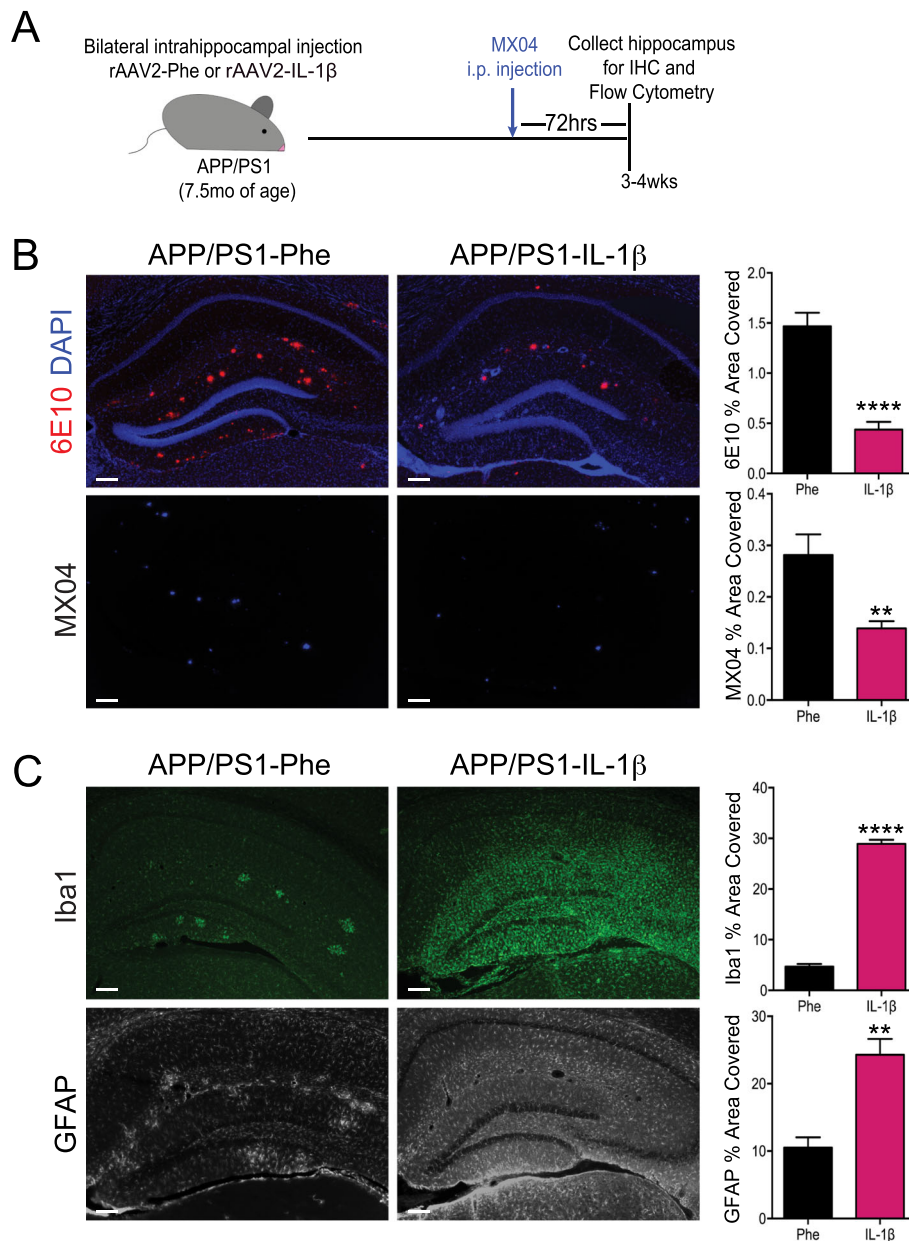 A
Bilateral intrahippocampal injection
rAAV2-Phe or rAAV2-IL-1β
APP/PS1
(7.5mo of age)
MX04
i.p. injection
72hrs
Collect hippocampus
for IHC and
Flow Cytometry
3-4wks
B
APP/PS1-Phe
APP/PS1-IL-1β
6E10 DAPI
6E10 % Area Covered
2.0
1.5
1.0
0.5
0.0
****
Phe
IL-1β
MX04
MX04 % Area Covered
0.4
0.3
0.2
0.1
0.0
**
Phe
IL-1β
C
APP/PS1-Phe
APP/PS1-IL-1β
Iba1
Iba1 % Area Covered
40
30
20
10
0
****
Phe
IL-1β
GFAP
GFAP % Area Covered
30
20
10
0
**
Phe
IL-1β